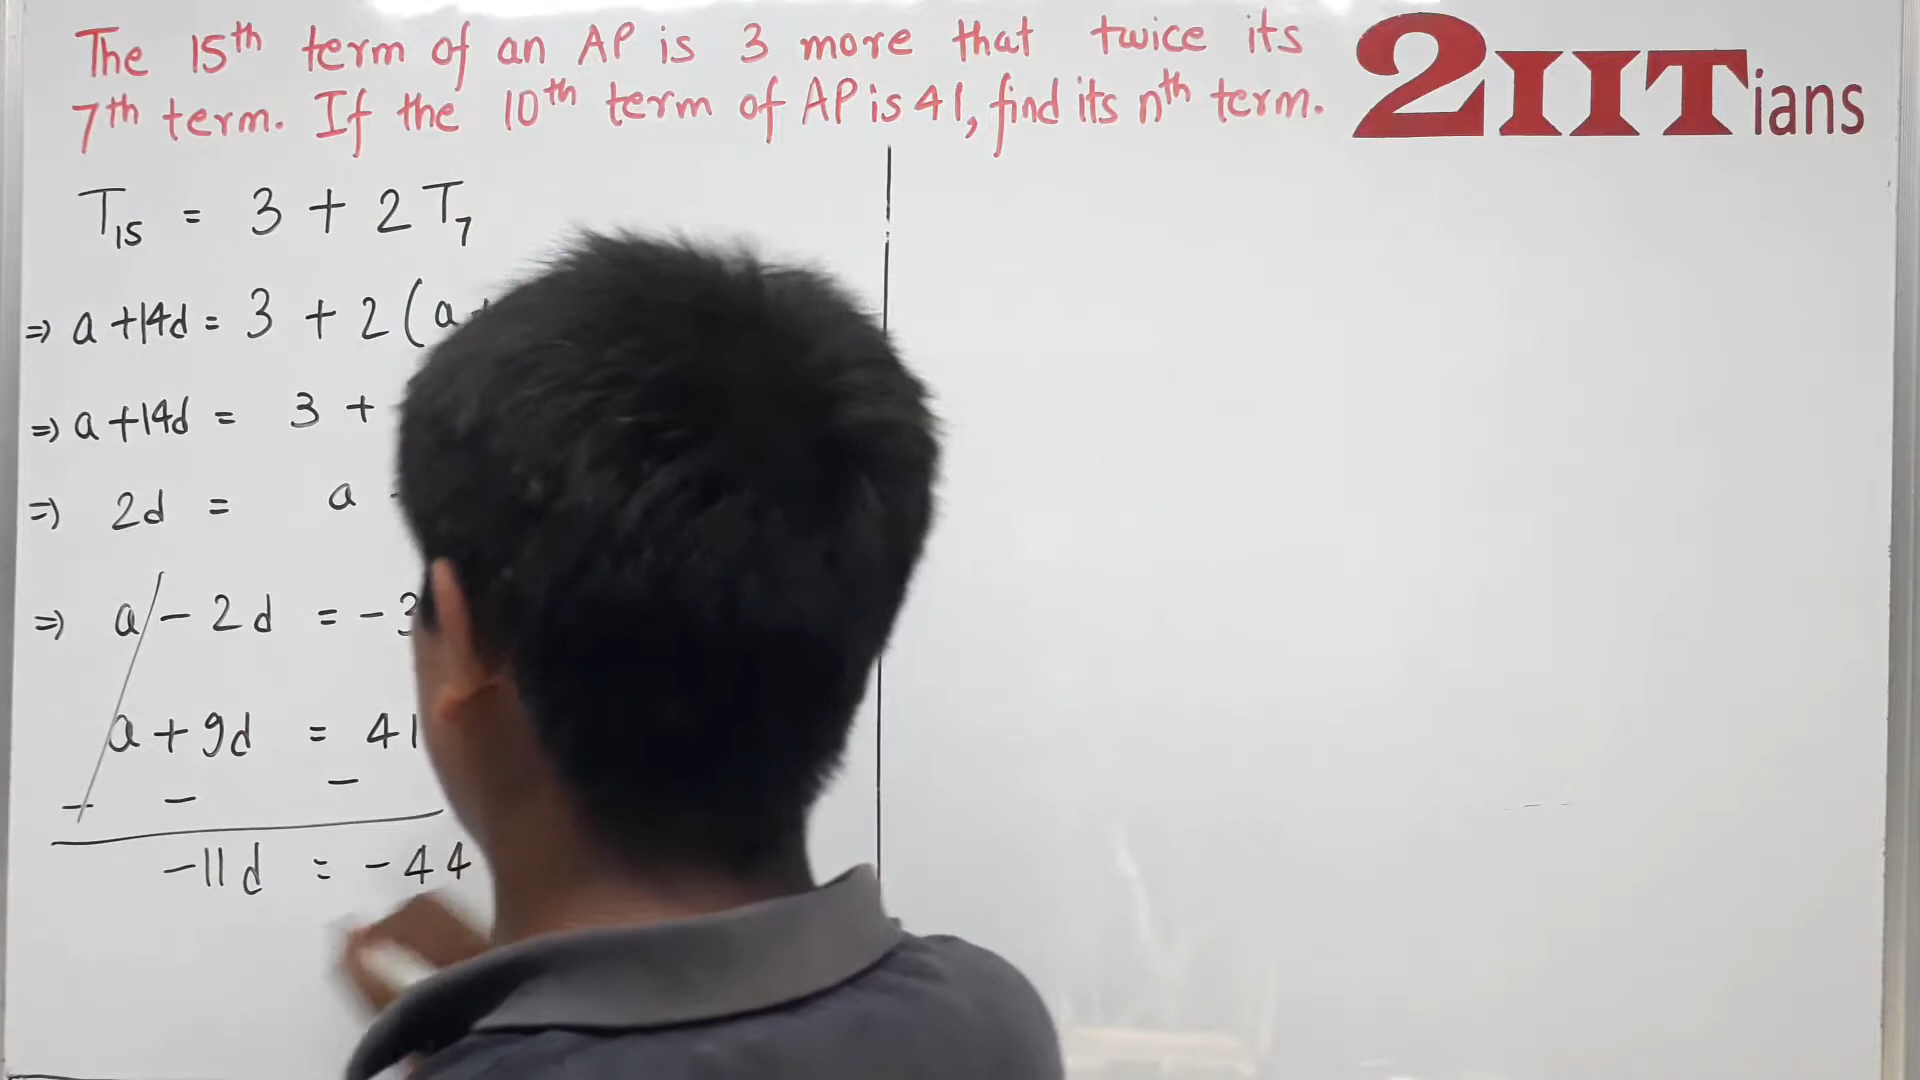 The 15th term of an AP is 3 more that twice its
7th term. If the 10th term of AP is 41, find its nth term.
2IITians
T15 = 3 + 2 T7
⇒ a + 14d = 3 + 2 (a
⇒ a + 14d = 3 +
⇒ 2d = a
⇒ a - 2d = - 3
a + 9d = 41
- - -
-11d = -44